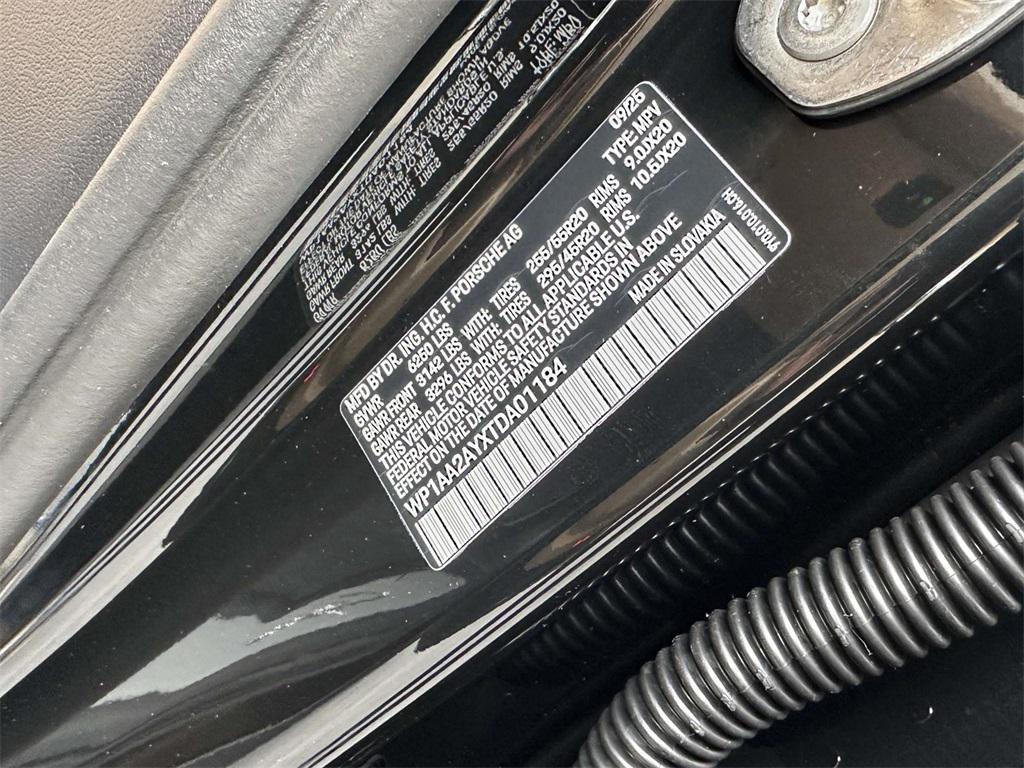 MFD BY DR. ING. H.C. F. PORSCHE AG 09/25
GVWR: 6250 LBS TYPE: MPV
GAWR FRONT 3142 LBS WITH: TIRES 255/55R20 RIMS 9.0JX20
GAWR REAR 3296 LBS WITH: TIRES 295/45R20 RIMS 10.5JX20
THIS VEHICLE CONFORMS TO ALL APPLICABLE U.S.
FEDERAL MOTOR VEHICLE SAFETY STANDARDS IN
EFFECT ON THE DATE OF MANUFACTURE SHOWN ABOVE
WP1AA2AYXTDA01184 MADE IN SLOVAKIA